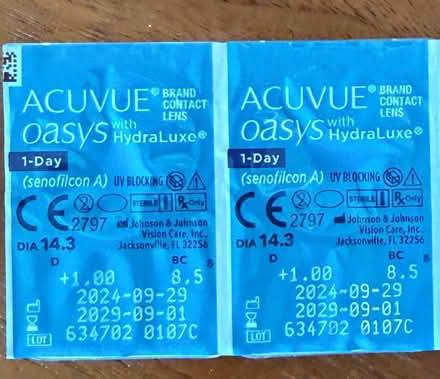 ACUVUE® BRAND CONTACT LENS
oasys with HydraLuxe®
1-Day
(senofilcon A) UV BLOCKING
STERILE Rx Only
CE 2797 Johnson & Johnson
Vision Care, Inc.,
Jacksonville, FL 32256
DIA 14.3
D BC
+1.00 8.5
2024-09-29
2029-09-01
LOT 634702 0107C
ACUVUE® BRAND CONTACT LENS
oasys with HydraLuxe®
1-Day
(senofilcon A) UV BLOCKING
STERILE Rx Only
CE 2797 Johnson & Johnson
Vision Care, Inc.,
Jacksonville, FL 32256
DIA 14.3
D BC
+1.00 8.5
2024-09-29
2029-09-01
LOT 634702 0107C